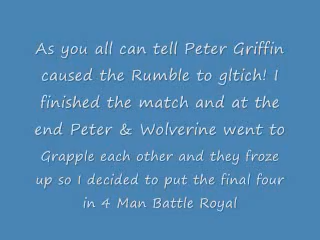 As you all can tell Peter Griffin
caused the Rumble to gltich! I
finished the match and at the
end Peter & Wolverine went to
Grapple each other and they froze
up so I decided to put the final four
in 4 Man Battle Royal